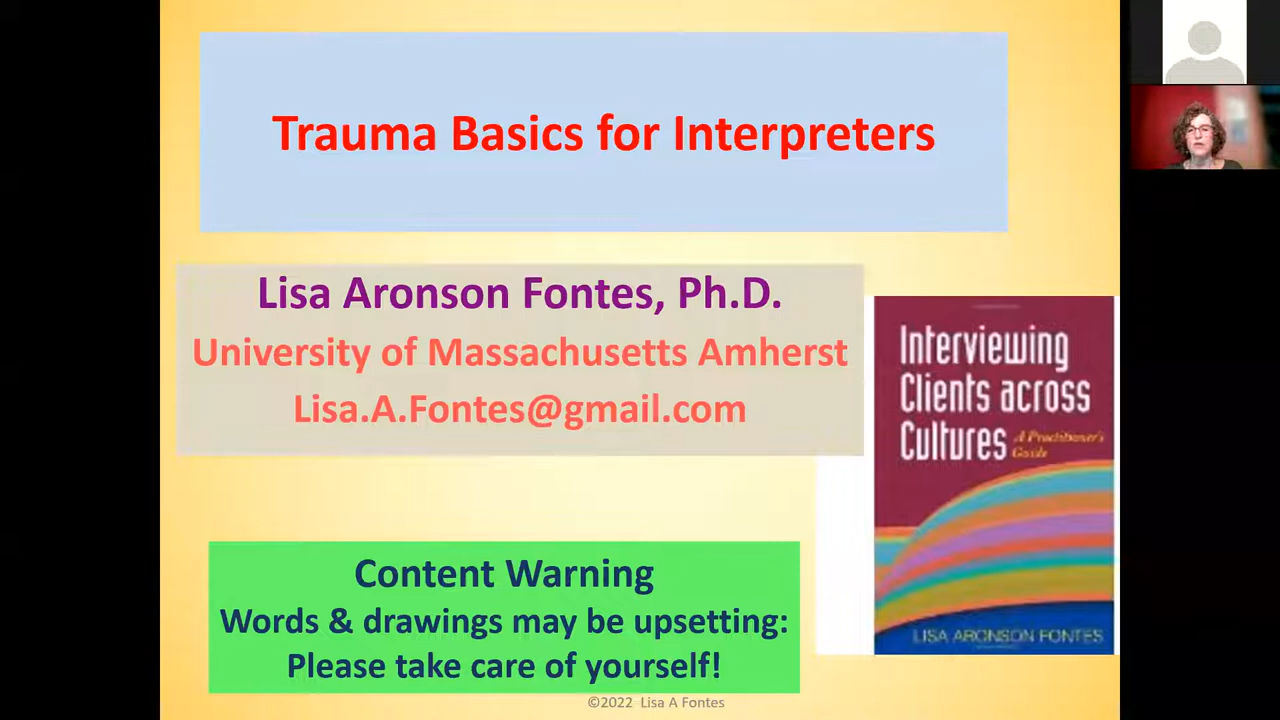 Trauma Basics for Interpreters
Lisa Aronson Fontes, Ph.D.
University of Massachusetts Amherst
Lisa.A.Fontes@gmail.com
Interviewing
Clients across
Cultures A Practitioner's
Guide
LISA ARONSON FONTES
Content Warning
Words & drawings may be upsetting:
Please take care of yourself!
©2022 Lisa A Fontes